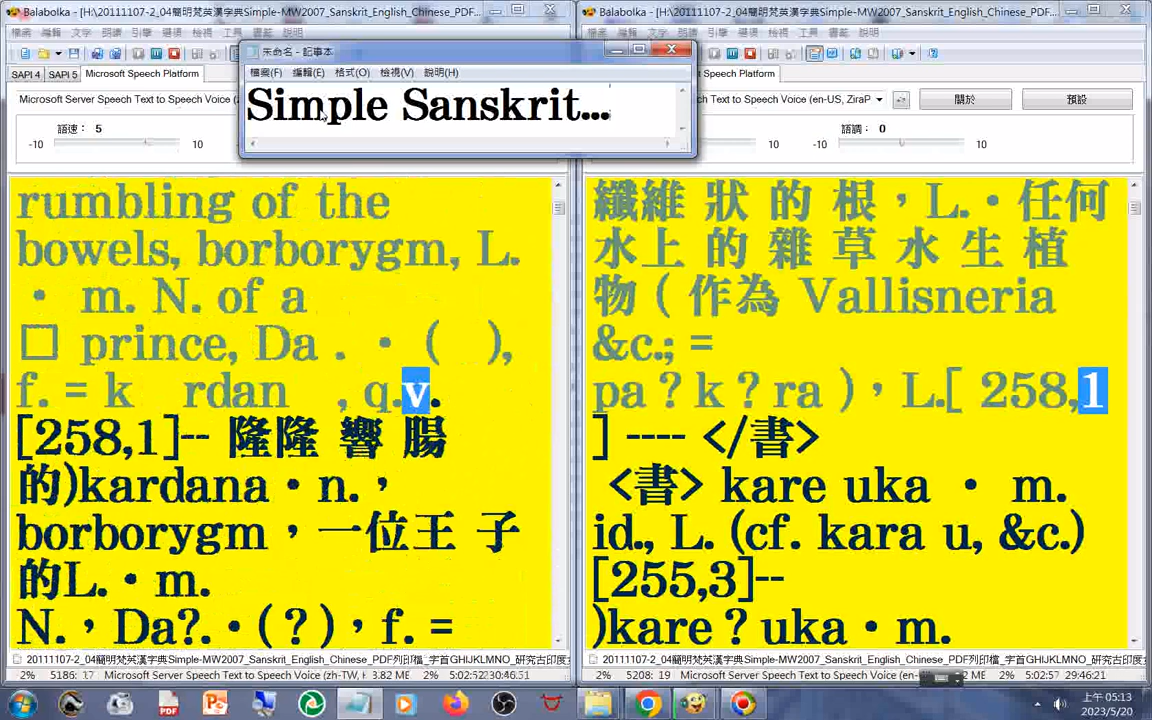 Balabolka - [H:\20111107-2_04簡明梵英漢字典Simple-MW2007_Sanskrit_English_Chinese_PDF...
Balabolka - [H:\20111107-2_04簡明梵英漢字典Simple-MW2007_Sanskrit_English_Chinese_PDF...
未命名 - 記事本
檔案(F) 編輯(E) 格式(O) 檢視(V) 說明(H)
Simple Sanskrit...
SAPI 4 SAPI 5 Microsoft Speech Platform
Speech Platform
Microsoft Server Speech Text to Speech Voice (z
Text to Speech Voice (en-US, ZiraP
關於 預設
語速： 5
-10 10
語調： 0
10 -10 10
rumbling of the
bowels, borborygm, L.
• m. N. of a
□ prince, Da . • ( ),
f. = k rdan , q.v.
[258,1]-- 隆隆 響 腸
的)kardana • n.，
borborygm，一位王 子
的L. • m.
N.，Da?. • (？)，f. =
纖維 狀 的 根，L. • 任何
水上 的 雜 草 水 生 植
物 ( 作為 Vallisneria
&c.; =
pa ? k ? ra )，L.[ 258,1
] ---- </書>
<書> kare uka • m.
id., L. (cf. kara u, &c.)
[255,3]--
)kare ? uka • m.
20111107-2_04簡明梵英漢字典Simple-MW2007_Sanskrit_English_Chinese_PDF列印檔_字首GHIJKLMNO_研究古印度
20111107-2_04簡明梵英漢字典Simple-MW2007_Sanskrit_English_Chinese_PDF列印檔_字首GHIJKLMNO_研究古印度
2% 5186: 17 Microsoft Server Speech Text to Speech Voice (zh-TW, 3.82 MB 2%
2% 5208: 19 Microsoft Server Speech Text to Speech Voice (en- 2% 5:02:57 29:46:21
上午 05:13
2023/5/20